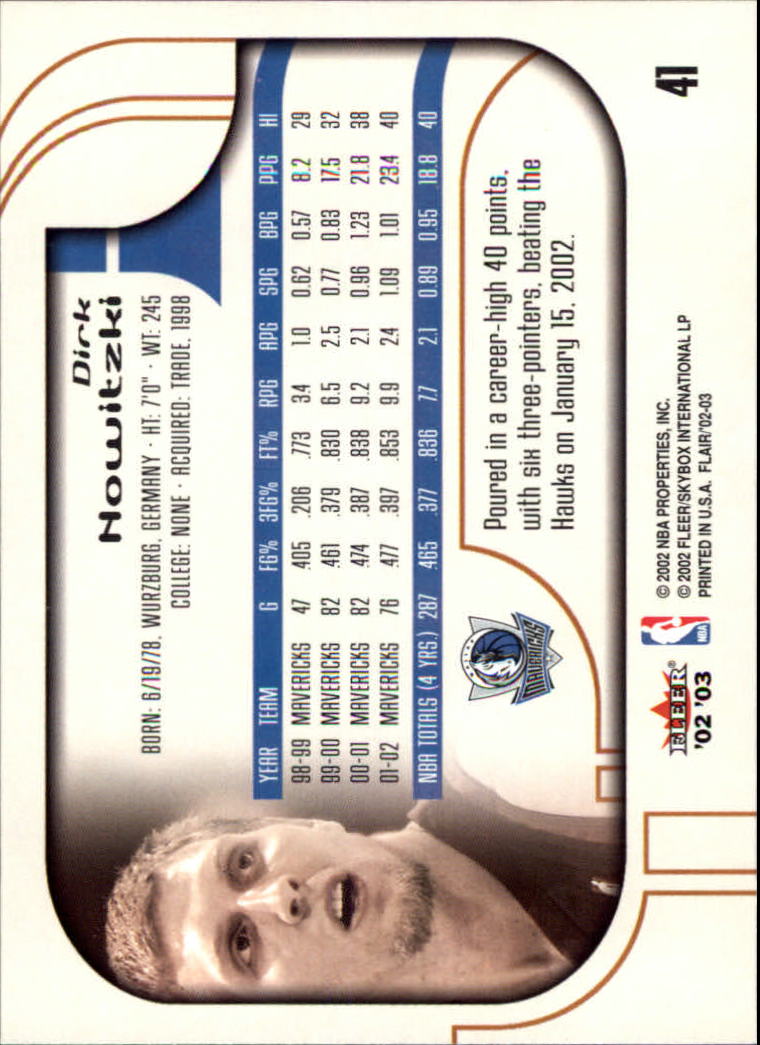 Dirk
Nowitzki
BORN: 6/19/78, WURZBURG, GERMANY · HT: 7'0" · WT: 245
COLLEGE: NONE · ACQUIRED: TRADE, 1998
YEAR TEAM G FG% 3FG% FT% RPG APG SPG BPG PPG HI
98-99 MAVERICKS 47 .405 .206 .773 3.4 1.0 0.62 0.57 8.2 29
99-00 MAVERICKS 82 .461 .379 .830 6.5 2.5 0.77 0.83 17.5 32
00-01 MAVERICKS 82 .474 .387 .838 9.2 2.1 0.96 1.23 21.8 38
01-02 MAVERICKS 76 .477 .397 .853 9.9 2.4 1.09 1.01 23.4 40
NBA TOTALS (4 YRS.) 287 .465 .377 .836 7.7 2.1 0.89 0.95 18.8 40
MAVERICKS
Poured in a career-high 40 points,
with six three-pointers, beating the
Hawks on January 15, 2002.
FLEER®
'02 '03
NBA
© 2002 NBA PROPERTIES, INC.
© 2002 FLEER/SKYBOX INTERNATIONAL LP
PRINTED IN U.S.A. FLAIR/'02-03
41